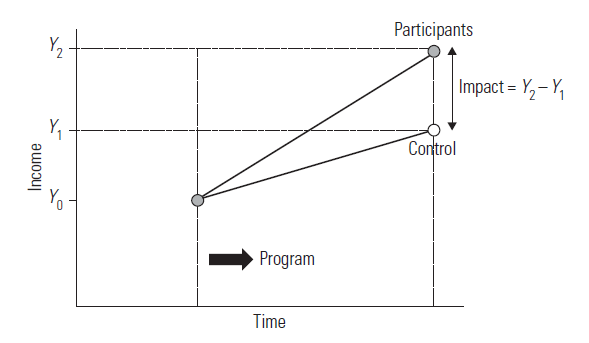 Participants
Y2
Impact = Y2 – Y1
Y1
Control
Income
Y0
Program
Time